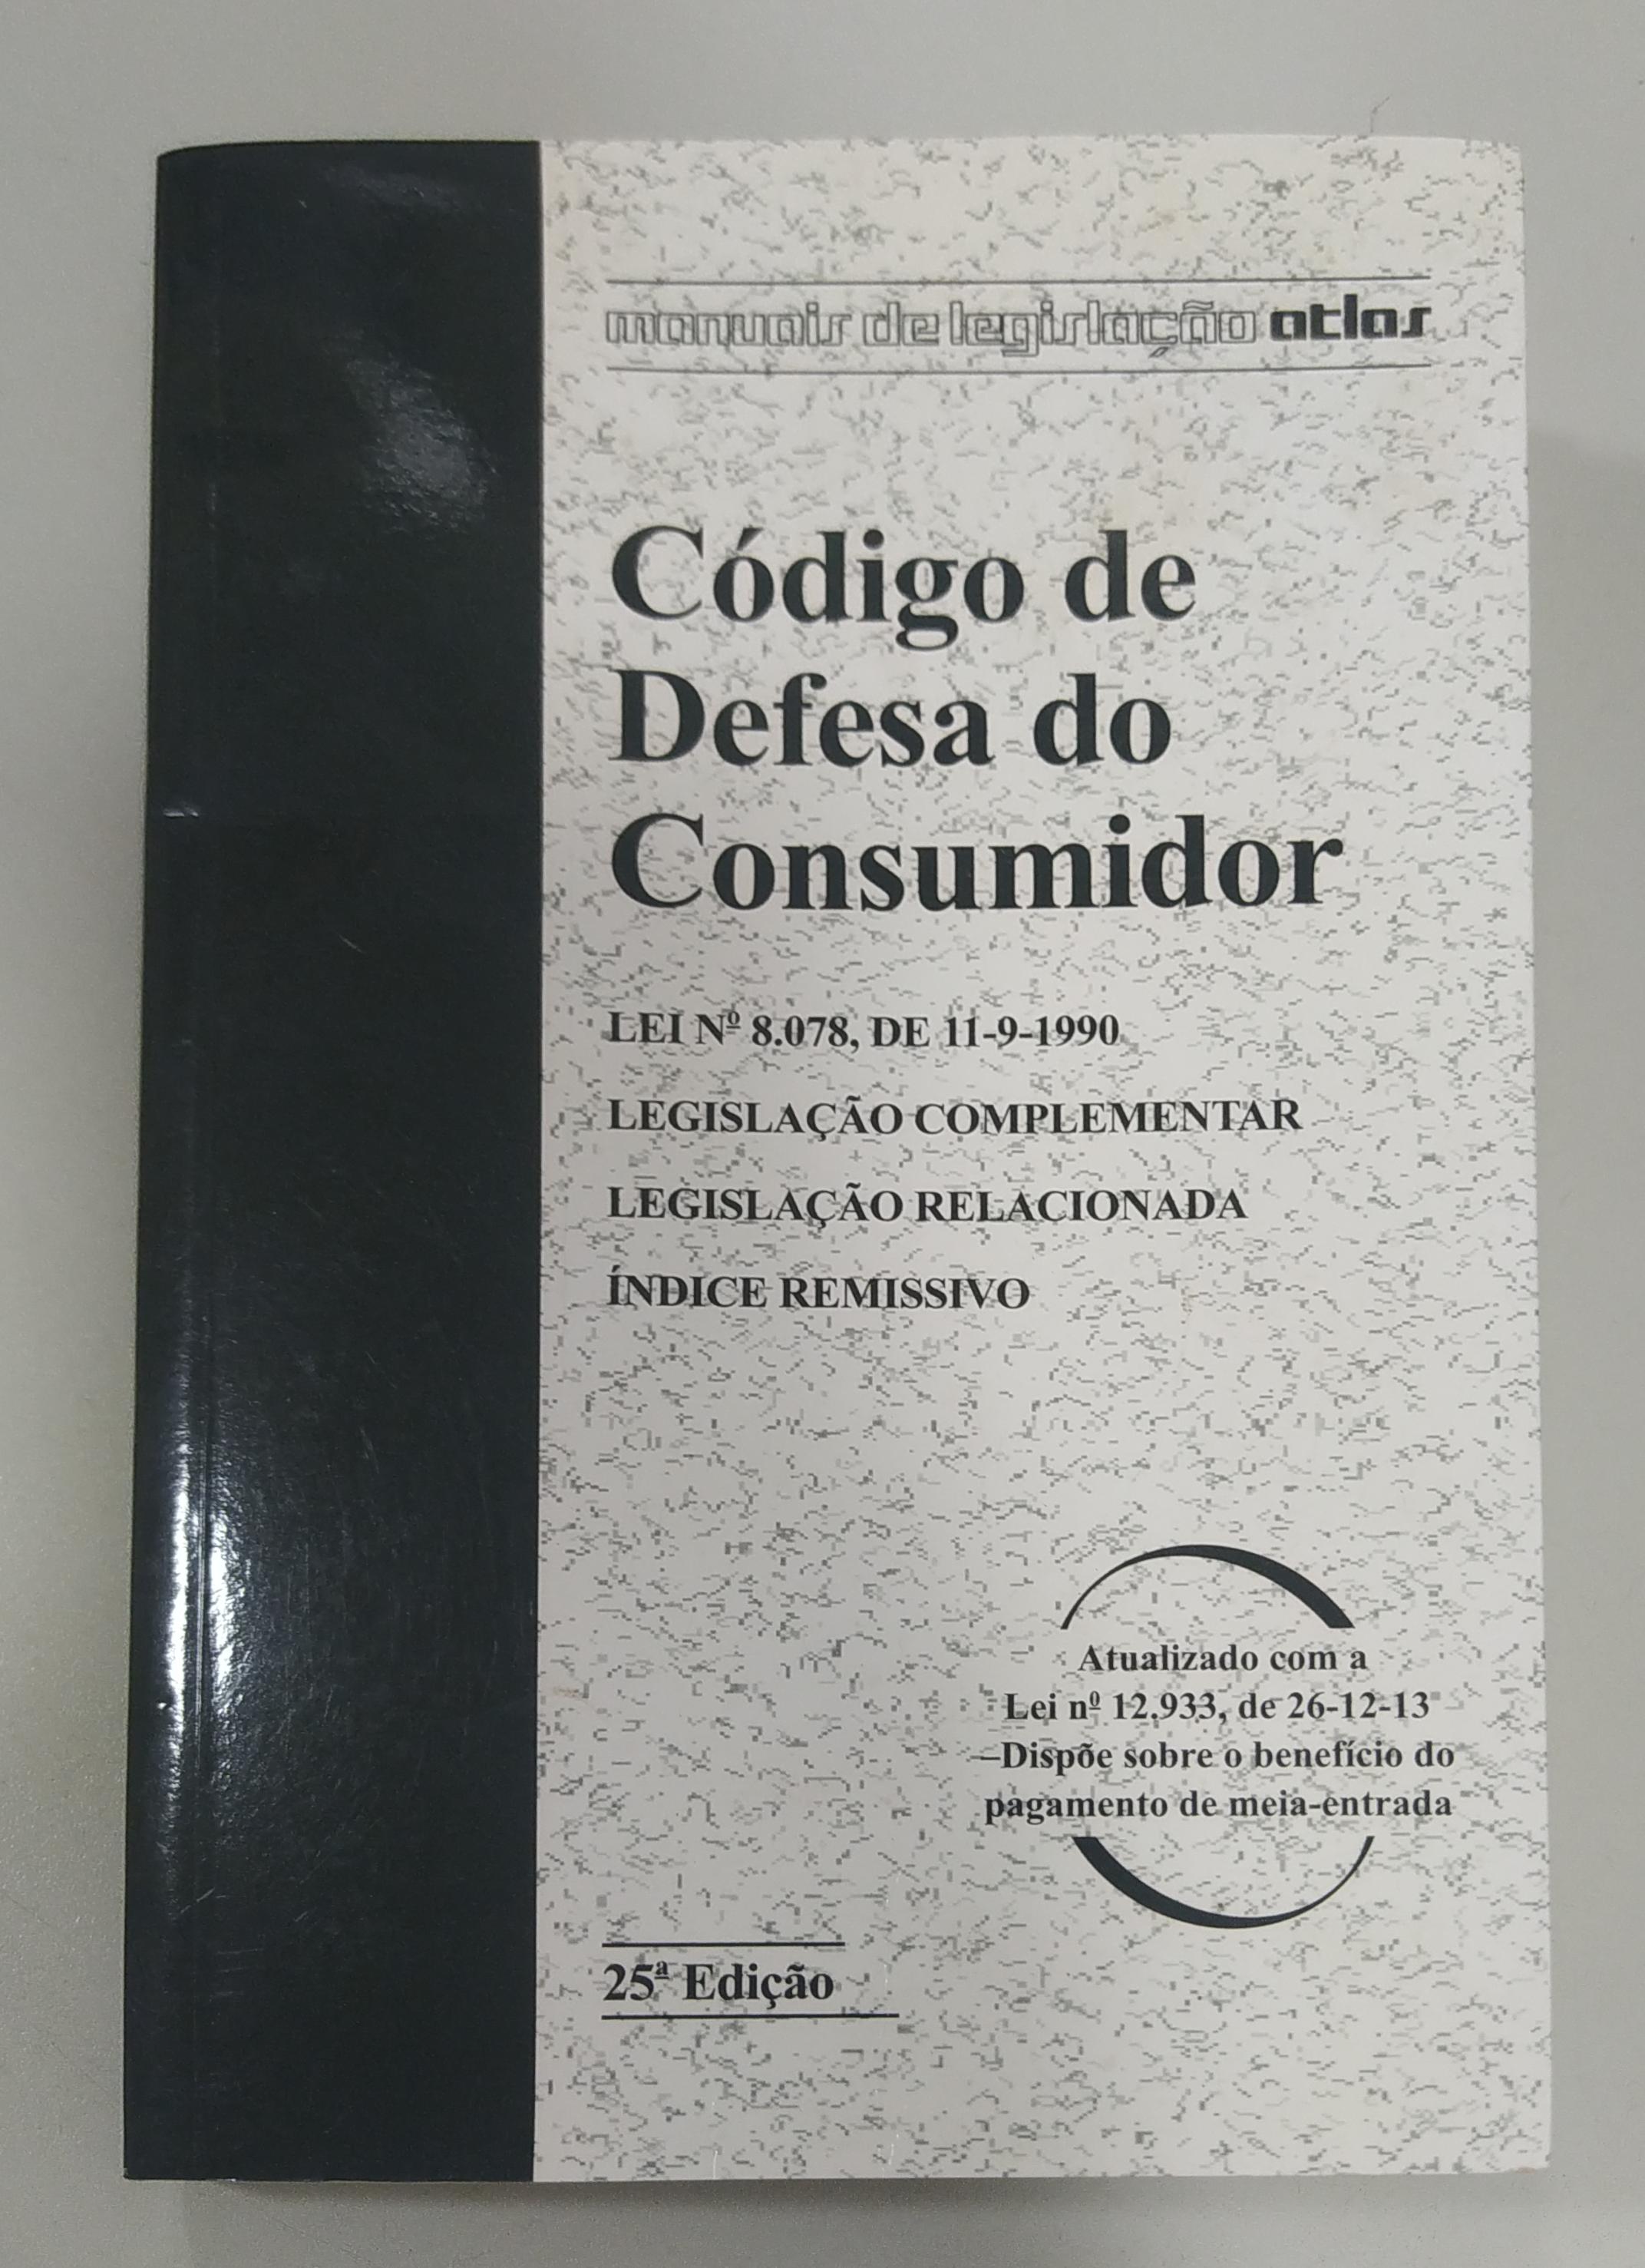 manuais de legislação atlas
Código de
Defesa do
Consumidor
LEI Nº 8.078, DE 11-9-1990
LEGISLAÇÃO COMPLEMENTAR
LEGISLAÇÃO RELACIONADA
ÍNDICE REMISSIVO
Atualizado com a
Lei nº 12.933, de 26-12-13
–Dispõe sobre o benefício do
pagamento de meia-entrada
25ª Edição